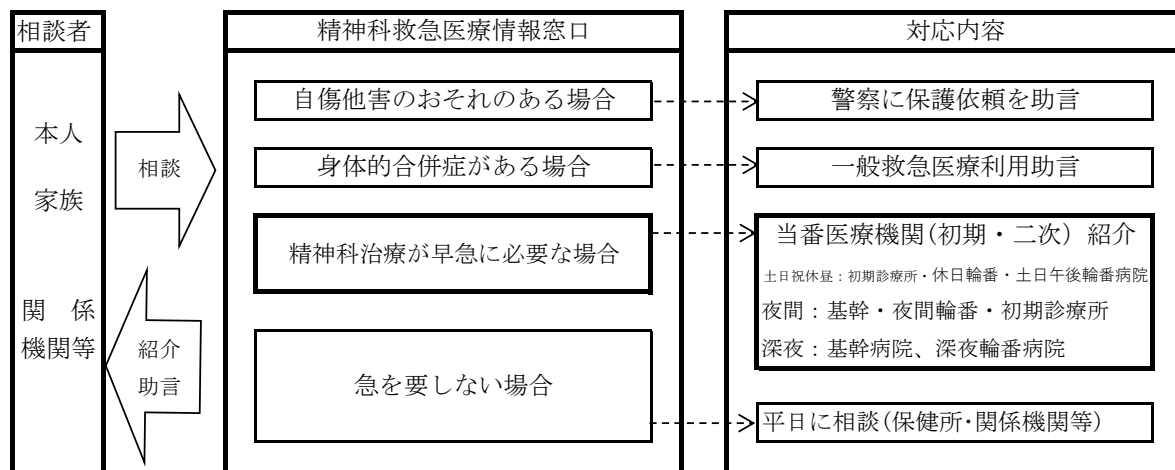 相談者
本人
家族
関　係
機関等
相談
紹介
助言
精神科救急医療情報窓口
自傷他害のおそれのある場合
身体的合併症がある場合
精神科治療が早急に必要な場合
急を要しない場合
対応内容
警察に保護依頼を助言
一般救急医療利用助言
当番医療機関(初期・二次) 紹介
土日祝休昼：初期診療所・休日輪番・土日午後輪番病院
夜間：基幹・夜間輪番・初期診療所
深夜：基幹病院、深夜輪番病院
平日に相談(保健所・関係機関等)